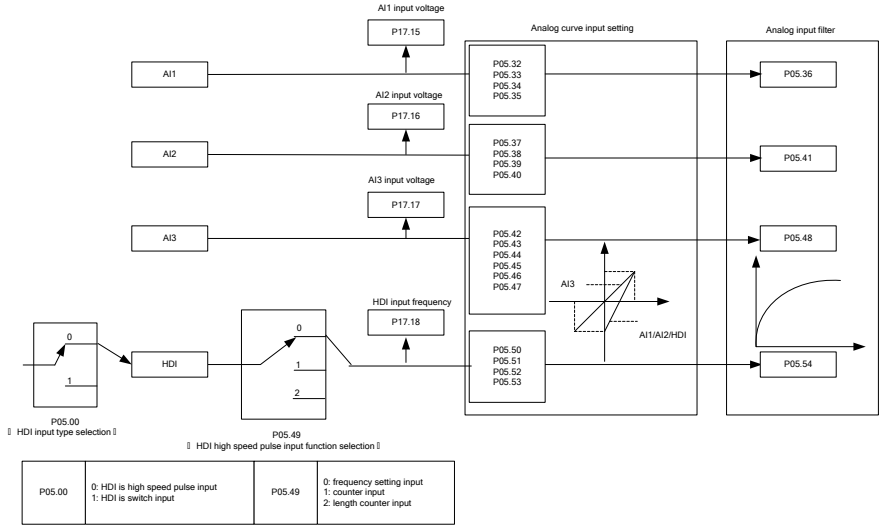 AI1 input voltage
P17.15
Analog curve input setting
Analog input filter
AI1
P05.32
P05.33
P05.34
P05.35
P05.36
AI2 input voltage
P17.16
AI2
P05.37
P05.38
P05.39
P05.40
P05.41
AI3 input voltage
P17.17
AI3
P05.42
P05.43
P05.44
P05.45
P05.46
P05.47
P05.48
AI3
AI1/AI2/HDI
HDI input frequency
P17.18
0
1
HDI
0
1
2
P05.50
P05.51
P05.52
P05.53
P05.54
P05.00
HDI input type selection
P05.49
HDI high speed pulse input function selection
P05.00
0: HDI is high speed pulse input
1: HDI is switch input
P05.49
0: frequency setting input
1: counter input
2: length counter input